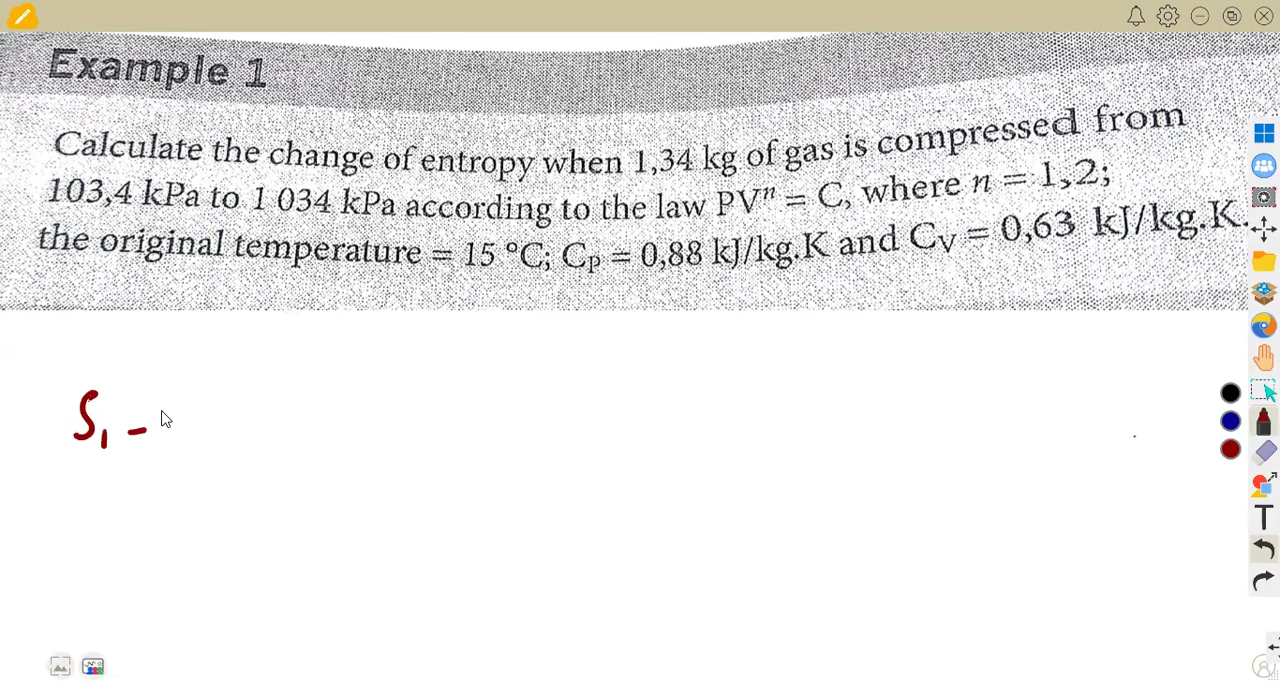 Example 1
Calculate the change of entropy when 1,34 kg of gas is compressed from
103,4 kPa to 1 034 kPa according to the law PVⁿ = C, where n = 1,2;
the original temperature = 15 °C; Cₚ = 0,88 kJ/kg.K and Cᵥ = 0,63 kJ/kg.K.
S₁ -
T